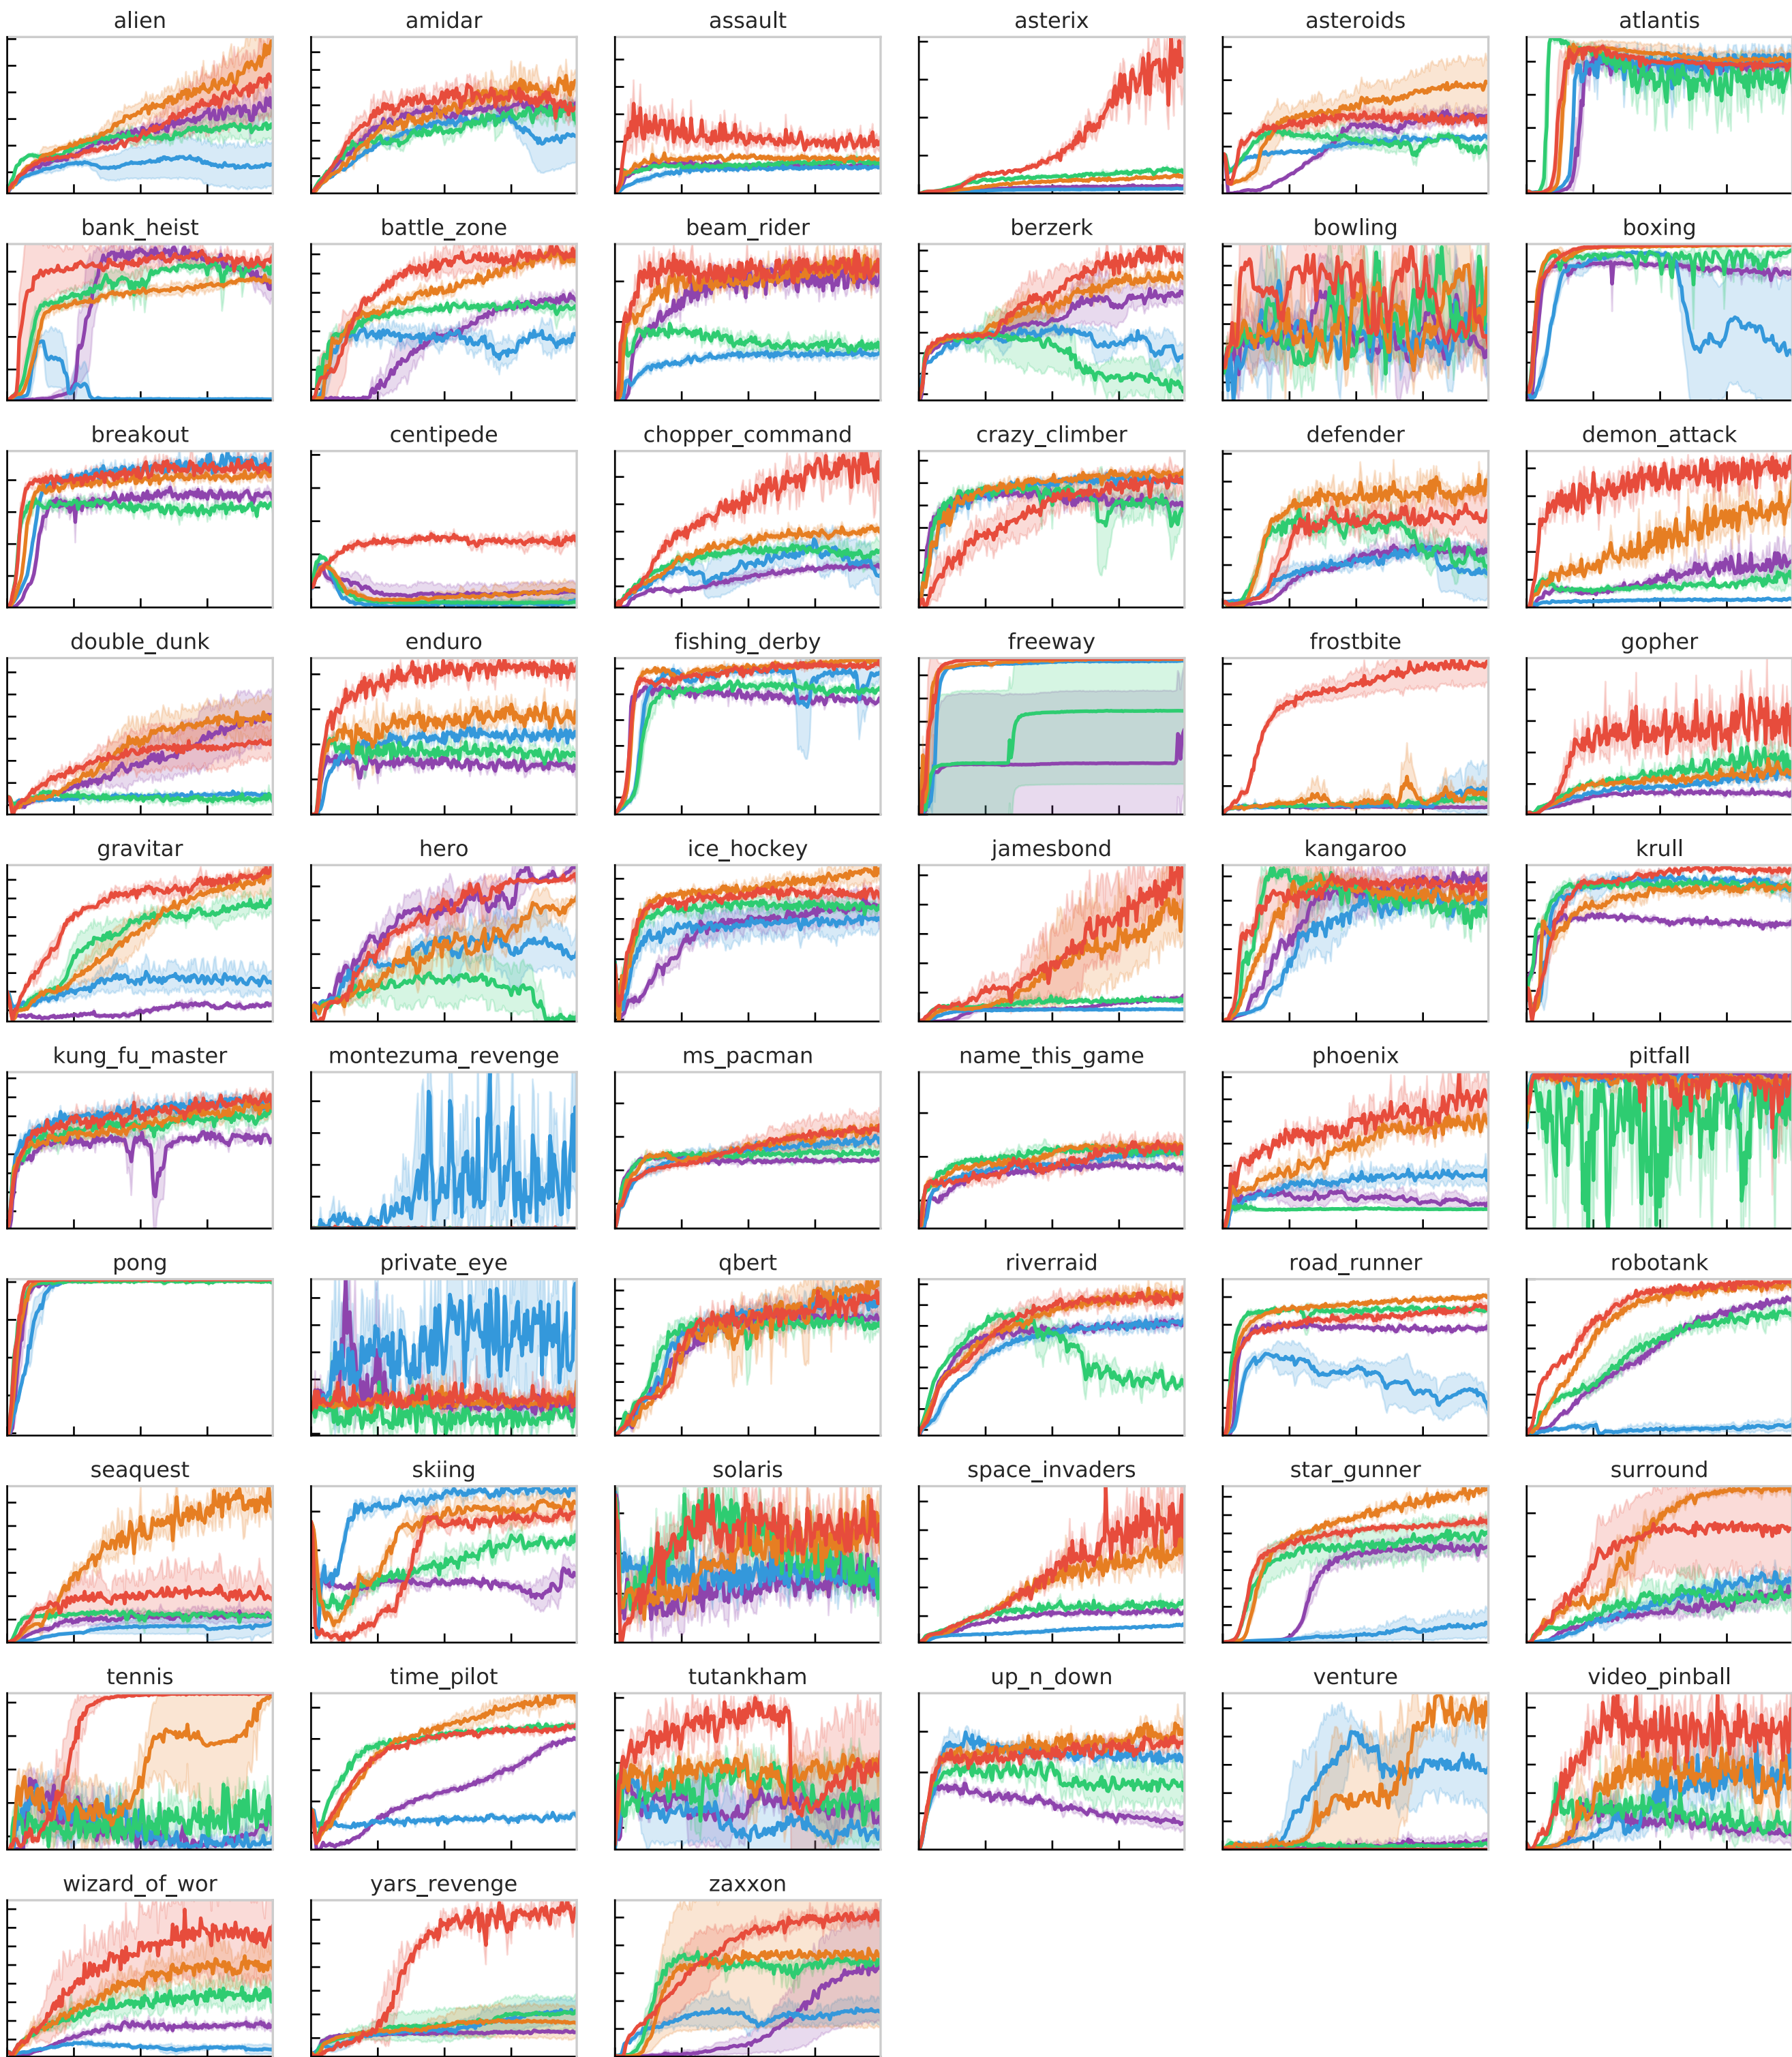 alien amidar assault asterix asteroids atlantis
bank_heist battle_zone beam_rider berzerk bowling boxing
breakout centipede chopper_command crazy_climber defender demon_attack
double_dunk enduro fishing_derby freeway frostbite gopher
gravitar hero ice_hockey jamesbond kangaroo krull
kung_fu_master montezuma_revenge ms_pacman name_this_game phoenix pitfall
pong private_eye qbert riverraid road_runner robotank
seaquest skiing solaris space_invaders star_gunner surround
tennis time_pilot tutankham up_n_down venture video_pinball
wizard_of_wor yars_revenge zaxxon